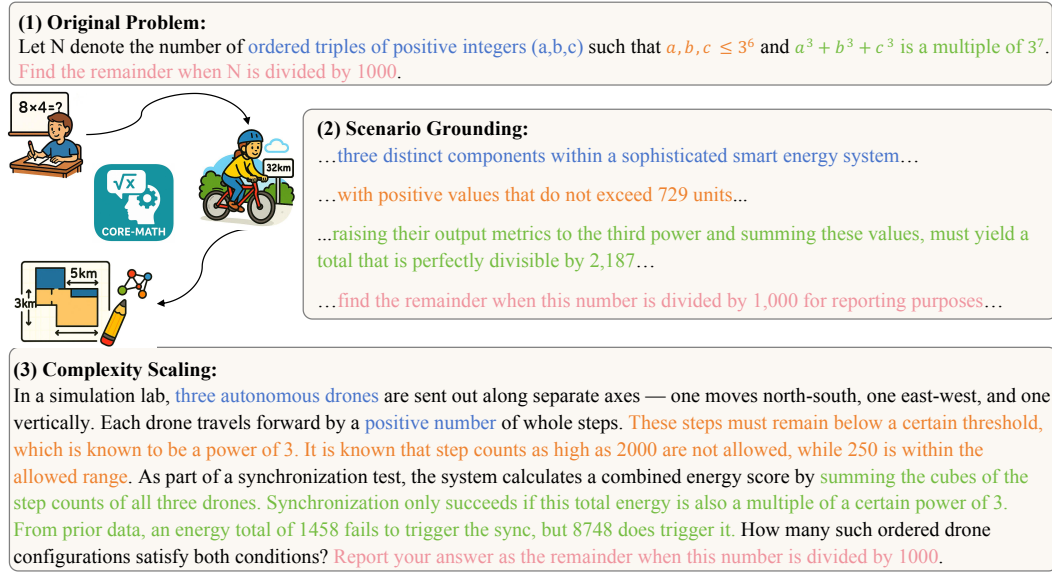 (1) Original Problem:
Let N denote the number of ordered triples of positive integers (a,b,c) such that a, b, c ≤ 3⁶ and a³ + b³ + c³ is a multiple of 3⁷.
Find the remainder when N is divided by 1000.
8×4=?
32km
√x
CORE-MATH
5km
3km
(2) Scenario Grounding:
…three distinct components within a sophisticated smart energy system…
…with positive values that do not exceed 729 units...
...raising their output metrics to the third power and summing these values, must yield a
total that is perfectly divisible by 2,187…
…find the remainder when this number is divided by 1,000 for reporting purposes…
(3) Complexity Scaling:
In a simulation lab, three autonomous drones are sent out along separate axes — one moves north-south, one east-west, and one
vertically. Each drone travels forward by a positive number of whole steps. These steps must remain below a certain threshold,
which is known to be a power of 3. It is known that step counts as high as 2000 are not allowed, while 250 is within the
allowed range. As part of a synchronization test, the system calculates a combined energy score by summing the cubes of the
step counts of all three drones. Synchronization only succeeds if this total energy is also a multiple of a certain power of 3.
From prior data, an energy total of 1458 fails to trigger the sync, but 8748 does trigger it. How many such ordered drone
configurations satisfy both conditions? Report your answer as the remainder when this number is divided by 1000.